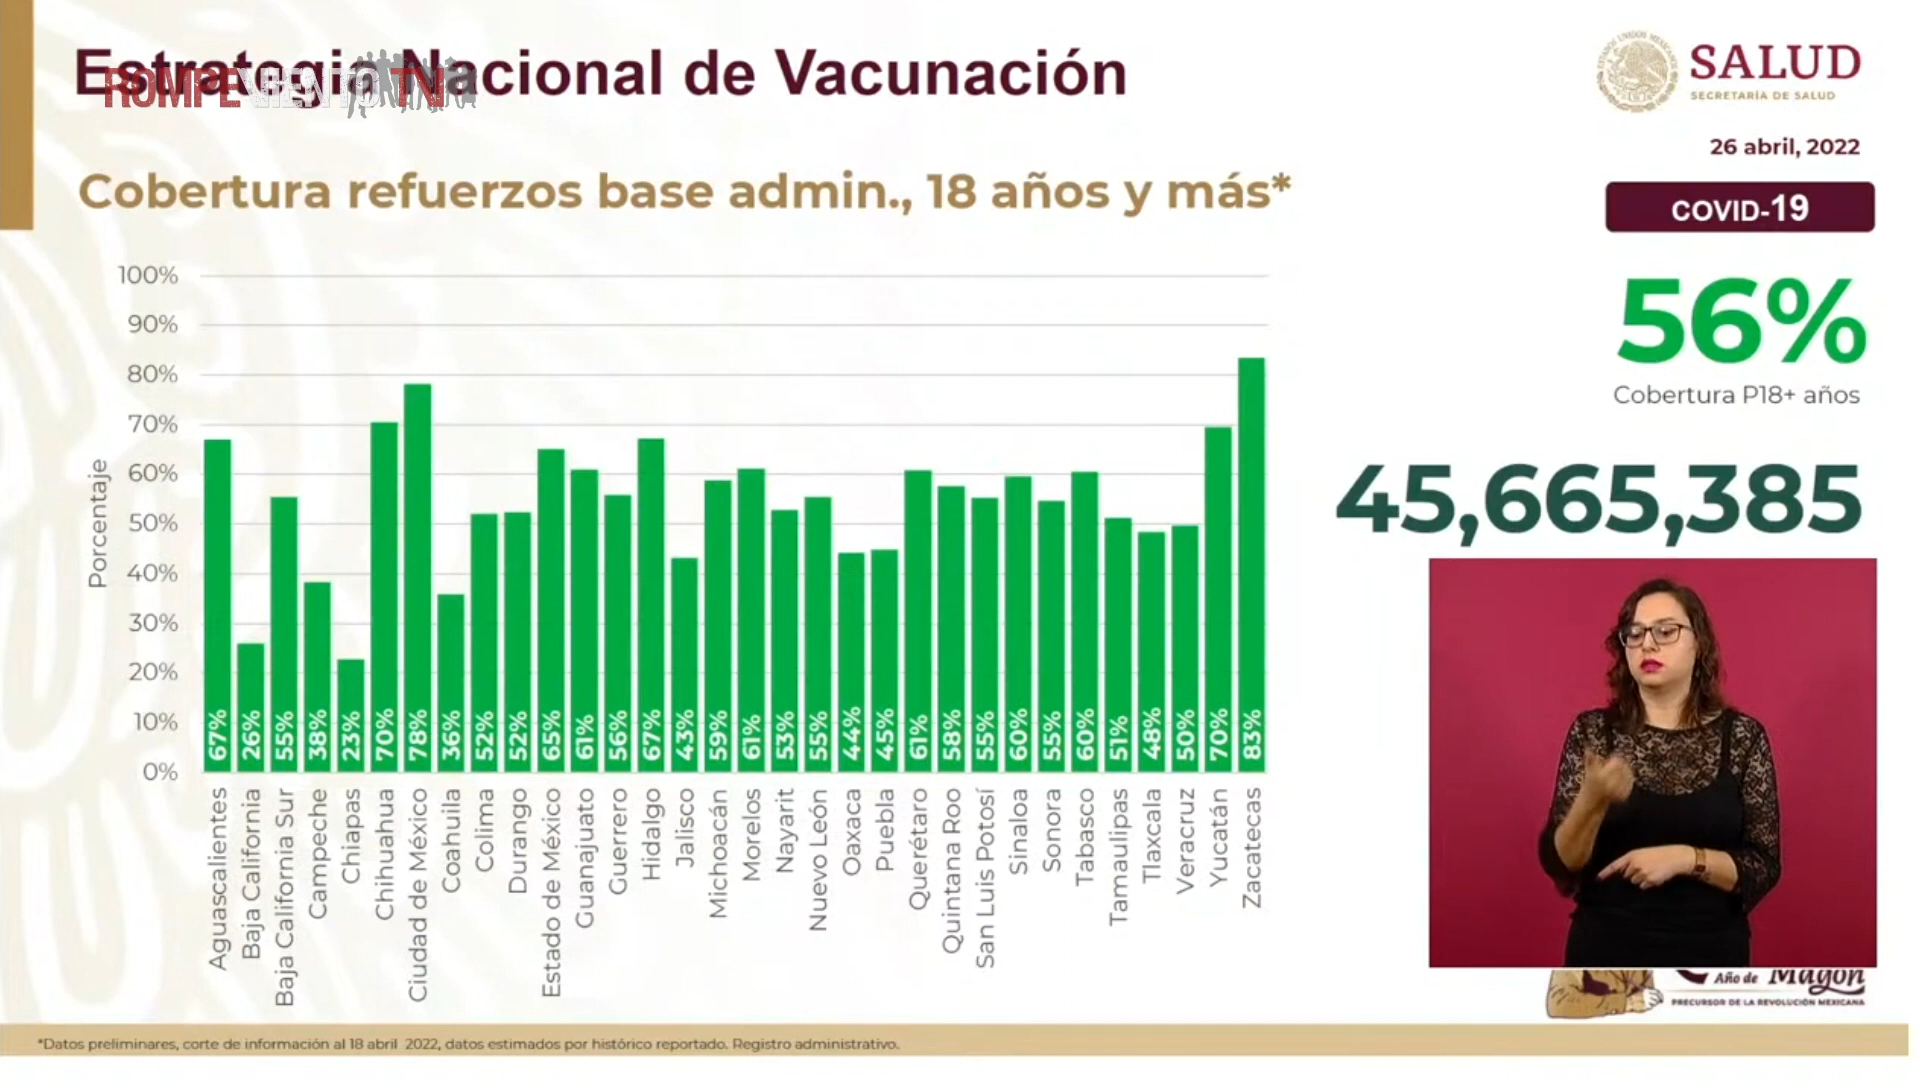 Estrategia Nacional de Vacunación
ROMPEVIENTO TV
SALUD
SECRETARÍA DE SALUD
26 abril, 2022
Cobertura refuerzos base admin., 18 años y más*
COVID-19
56%
Cobertura P18+ años
45,665,385
Porcentaje
100%
90%
80%
70%
60%
50%
40%
30%
20%
10%
0%
67% 26% 55% 38% 23% 70% 78% 36% 52% 52% 65% 61% 56% 67% 43% 59% 61% 53% 55% 44% 45% 61% 58% 55% 60% 55% 60% 51% 48% 50% 70% 83%
Aguascalientes
Baja California
Baja California Sur
Campeche
Chiapas
Chihuahua
Ciudad de México
Coahuila
Colima
Durango
Estado de México
Guanajuato
Guerrero
Hidalgo
Jalisco
Michoacán
Morelos
Nayarit
Nuevo León
Oaxaca
Puebla
Querétaro
Quintana Roo
San Luis Potosí
Sinaloa
Sonora
Tabasco
Tamaulipas
Tlaxcala
Veracruz
Yucatán
Zacatecas
Año de Magón
PRECURSOR DE LA REVOLUCIÓN MEXICANA
*Datos preliminares, corte de información al 18 abril 2022, datos estimados por histórico reportado. Registro administrativo.